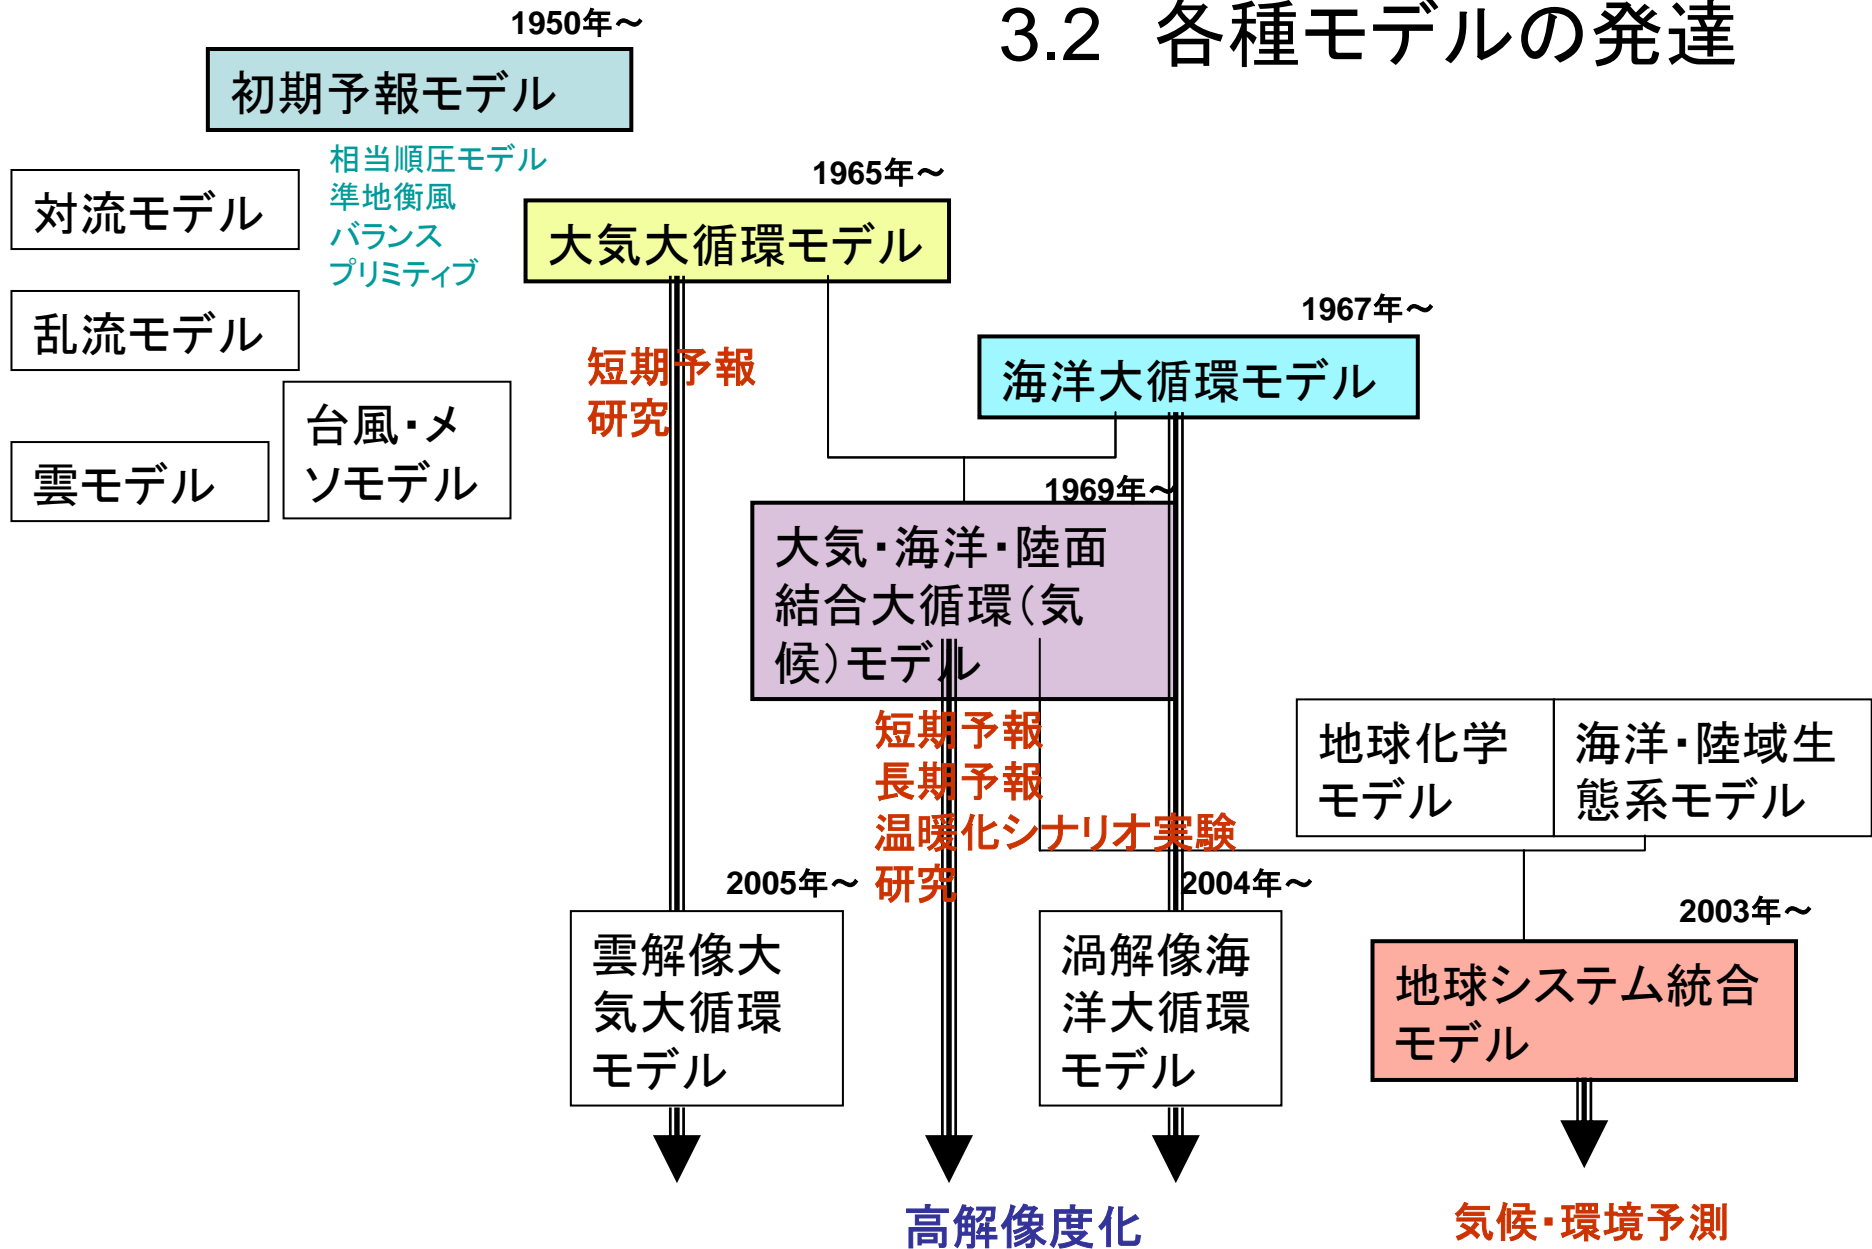 3.2 各種モデルの発達
1950年～
初期予報モデル
相当順圧モデル
準地衡風
バランス
プリミティブ
対流モデル
乱流モデル
雲モデル
台風・メ
ソモデル
1965年～
大気大循環モデル
短期予報
研究
1967年～
海洋大循環モデル
1969年～
大気・海洋・陸面
結合大循環（気
候）モデル
短期予報
長期予報
温暖化シナリオ実験
研究
地球化学
モデル
海洋・陸域生
態系モデル
2005年～
雲解像大
気大循環
モデル
2004年～
渦解像海
洋大循環
モデル
2003年～
地球システム統合
モデル
高解像度化
気候・環境予測